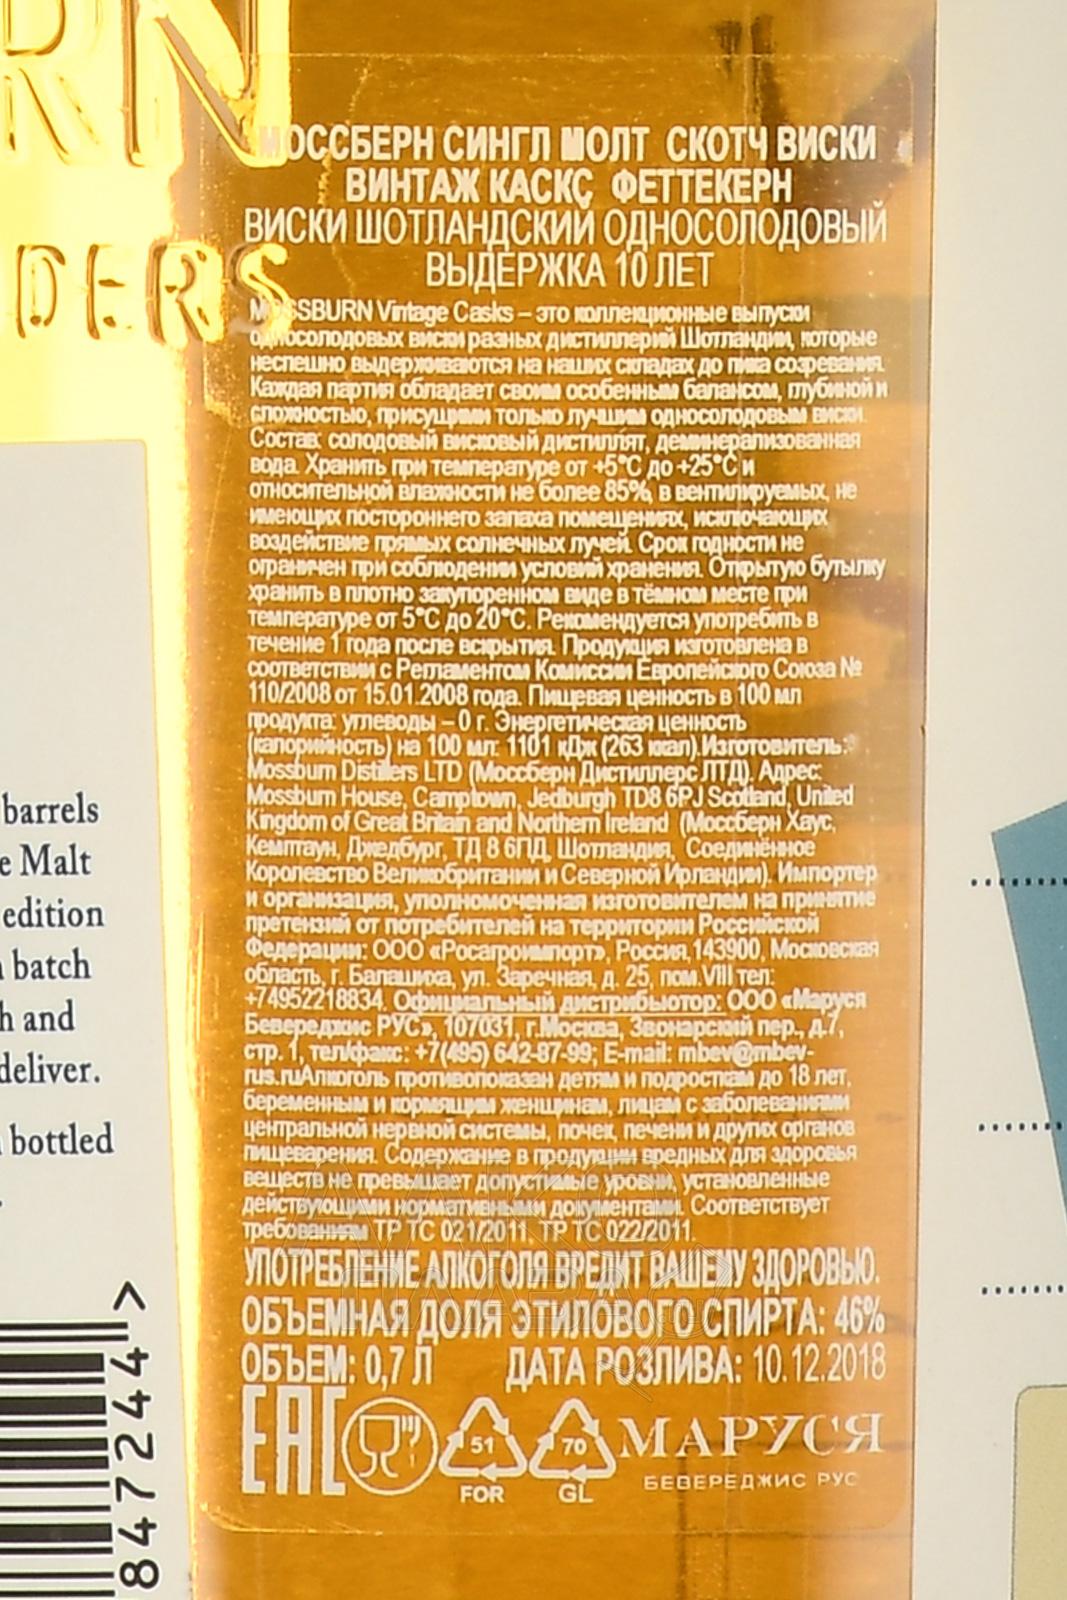 RN
DERS
МОССБЕРН СИНГЛ МОЛТ СКОТЧ ВИСКИ
ВИНТАЖ КАСКС ФЕТТЕКЕРН
ВИСКИ ШОТЛАНДСКИЙ ОДНОСОЛОДОВЫЙ
ВЫДЕРЖКА 10 ЛЕТ
MOSSBURN Vintage Casks – это коллекционные выпуски
односолодовых виски разных дистиллерий Шотландии, которые
неспешно выдерживаются на наших складах до пика созревания.
Каждая партия обладает своим особенным балансом, глубиной и
сложностью, присущими только лучшим односолодовым виски.
Состав: солодовый висковый дистиллят, деминерализованная
вода. Хранить при температуре от +5°С до +25°С и
относительной влажности не более 85%, в вентилируемых, не
имеющих постороннего запаха помещениях, исключающих
воздействие прямых солнечных лучей. Срок годности не
ограничен при соблюдении условий хранения. Открытую бутылку
хранить в плотно закупоренном виде в тёмном месте при
температуре от 5°С до 20°С. Рекомендуется употребить в
течение 1 года после вскрытия. Продукция изготовлена в
соответствии с Регламентом Комиссии Европейского Союза №
110/2008 от 15.01.2008 года. Пищевая ценность в 100 мл
продукта: углеводы – 0 г. Энергетическая ценность
(калорийность) на 100 мл: 1101 кДж (263 ккал).Изготовитель:
Mossburn Distillers LTD (Моссберн Дистиллерс ЛТД). Адрес:
Mossburn House, Camptown, Jedburgh TD8 6PJ Scotland, United
Kingdom of Great Britain and Northern Ireland (Моссберн Хаус,
Кемптаун, Джедбург, ТД 8 6ПД, Шотландия, Соединённое
Королевство Великобритании и Северной Ирландии). Импортер
и организация, уполномоченная изготовителем на принятие
претензий от потребителей на территории Российской
Федерации: ООО «Росагроимпорт», Россия,143900, Московская
область, г. Балашиха, ул. Заречная, д. 25, пом.VIII тел:
+74952218834. Официальный дистрибьютор: ООО «Маруся
Бевереджис РУС», 107031, г.Москва, Звонарский пер., д.7,
стр. 1, тел/факс: +7(495) 642-87-99; E-mail: mbev@mbev-
rus.ruАлкоголь противопоказан детям и подросткам до 18 лет,
беременным и кормящим женщинам, лицам с заболеваниями
центральной нервной системы, почек, печени и других органов
пищеварения. Содержание в продукции вредных для здоровья
веществ не превышает допустимые уровни, установленные
действующими нормативными документами. Соответствует
требованиям ТР ТС 021/2011, ТР ТС 022/2011.
УПОТРЕБЛЕНИЕ АЛКОГОЛЯ ВРЕДИТ ВАШЕМУ ЗДОРОВЬЮ.
ОБЪЕМНАЯ ДОЛЯ ЭТИЛОВОГО СПИРТА: 46%
ОБЪЕМ: 0,7 Л ДАТА РОЗЛИВА: 10.12.2018
EAC 51 70 МАРУСЯ
FOR GL БЕВЕРЕДЖИС РУС
barrels
e Malt
edition
batch
h and
deliver.
bottled
847244>